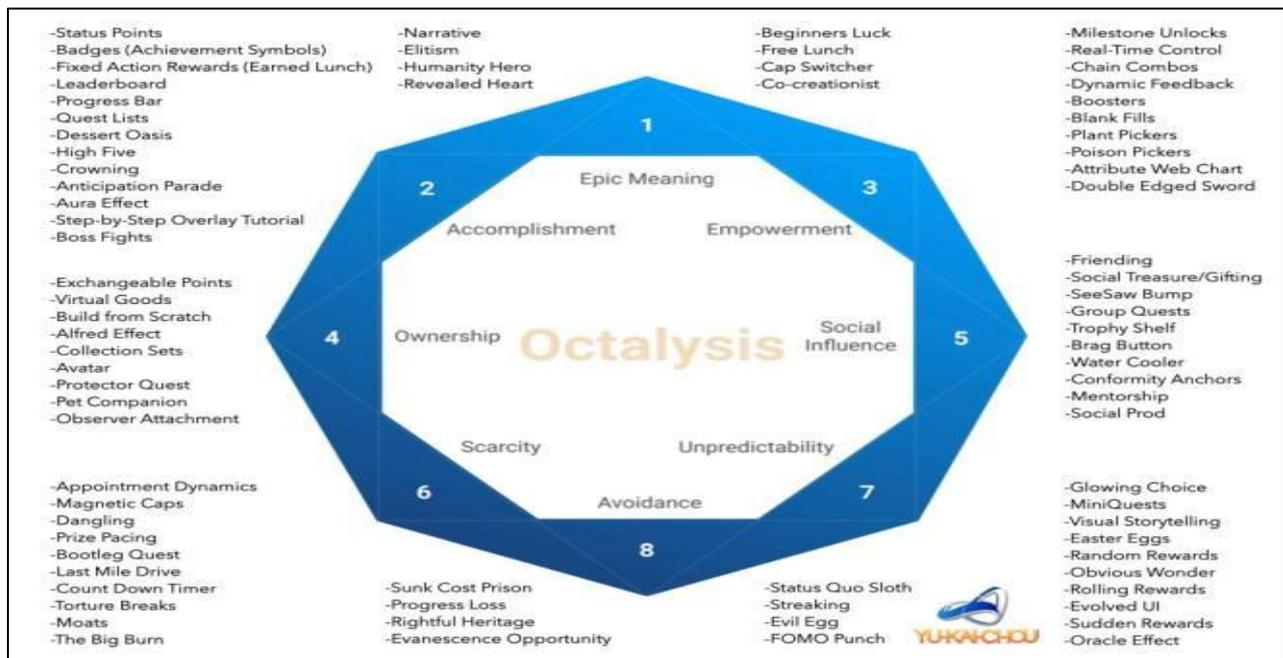 -Status Points
-Badges (Achievement Symbols)
-Fixed Action Rewards (Earned Lunch)
-Leaderboard
-Progress Bar
-Quest Lists
-Dessert Oasis
-High Five
-Crowning
-Anticipation Parade
-Aura Effect
-Step-by-Step Overlay Tutorial
-Boss Fights
-Narrative
-Elitism
-Humanity Hero
-Revealed Heart
-Beginners Luck
-Free Lunch
-Cap Switcher
-Co-creationist
-Milestone Unlocks
-Real-Time Control
-Chain Combos
-Dynamic Feedback
-Boosters
-Blank Fills
-Plant Pickers
-Poison Pickers
-Attribute Web Chart
-Double Edged Sword
1
Epic Meaning
2
Accomplishment
3
Empowerment
-Exchangeable Points
-Virtual Goods
-Build from Scratch
-Alfred Effect
-Collection Sets
-Avatar
-Protector Quest
-Pet Companion
-Observer Attachment
4
Ownership
Octalysis
Social
Influence
5
-Friending
-Social Treasure/Gifting
-SeeSaw Bump
-Group Quests
-Trophy Shelf
-Brag Button
-Water Cooler
-Conformity Anchors
-Mentorship
-Social Prod
Scarcity
6
Unpredictability
7
Avoidance
8
-Appointment Dynamics
-Magnetic Caps
-Dangling
-Prize Pacing
-Bootleg Quest
-Last Mile Drive
-Count Down Timer
-Torture Breaks
-Moats
-The Big Burn
-Sunk Cost Prison
-Progress Loss
-Rightful Heritage
-Evanescence Opportunity
-Status Quo Sloth
-Streaking
-Evil Egg
-FOMO Punch
YU-KAI-CHOU
-Glowing Choice
-MiniQuests
-Visual Storytelling
-Easter Eggs
-Random Rewards
-Obvious Wonder
-Rolling Rewards
-Evolved UI
-Sudden Rewards
-Oracle Effect